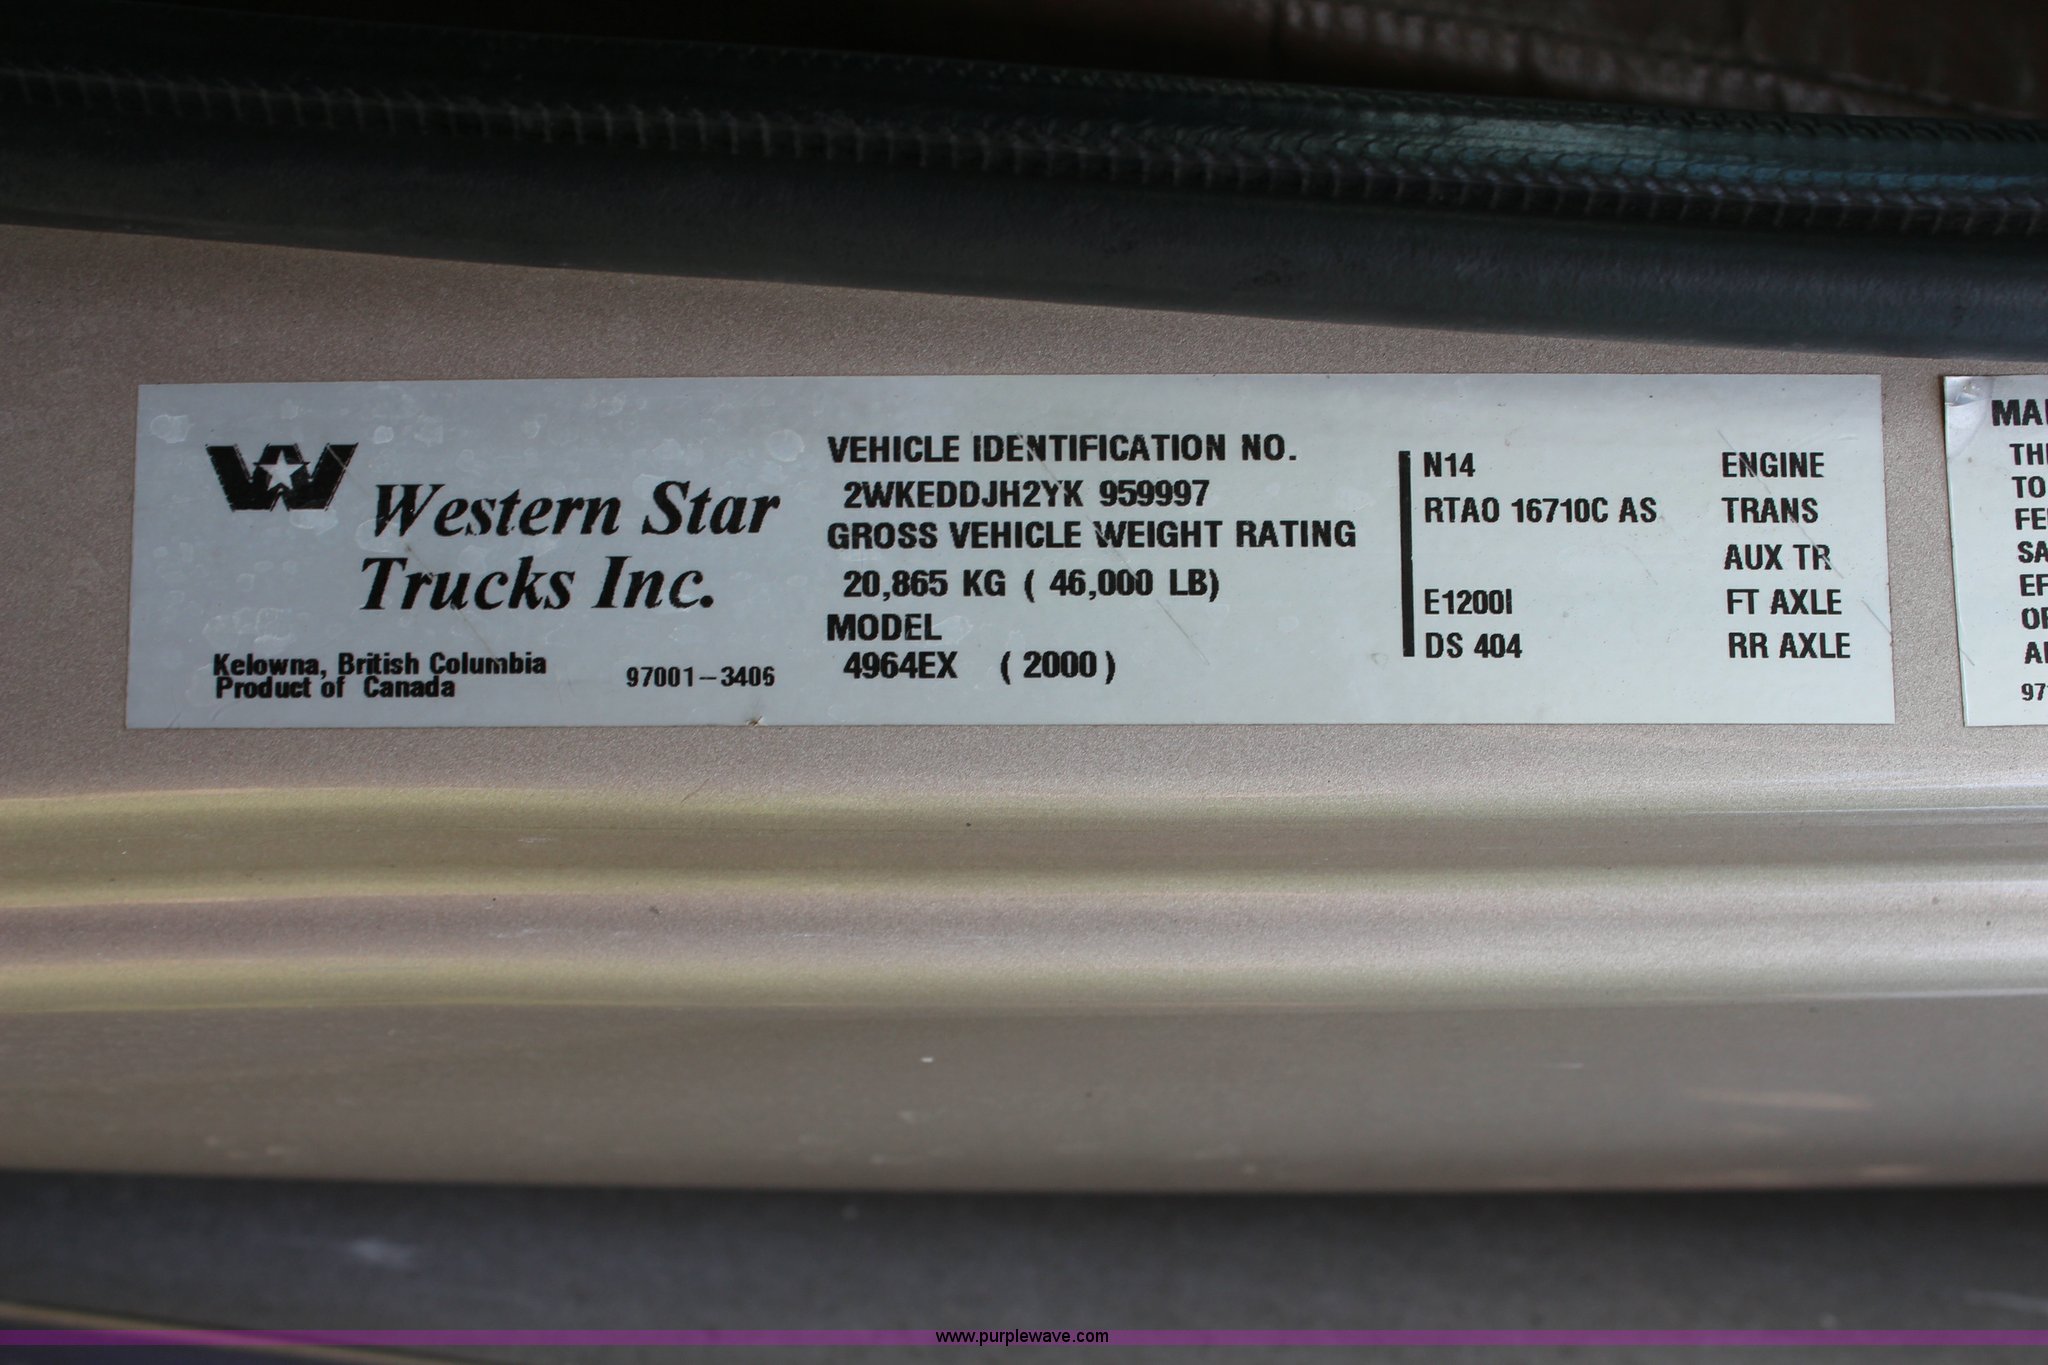 Western Star
Trucks Inc.
Kelowna, British Columbia
Product of Canada
97001-3406
VEHICLE IDENTIFICATION NO.
2WKEDDJH2YK 959997
GROSS VEHICLE WEIGHT RATING
20,865 KG ( 46,000 LB)
MODEL
4964EX ( 2000 )
N14 ENGINE
RTAO 16710C AS TRANS
AUX TR
E1200I FT AXLE
DS 404 RR AXLE
MA
TH
TO
FE
SA
EF
OF
97
www.purplewave.com